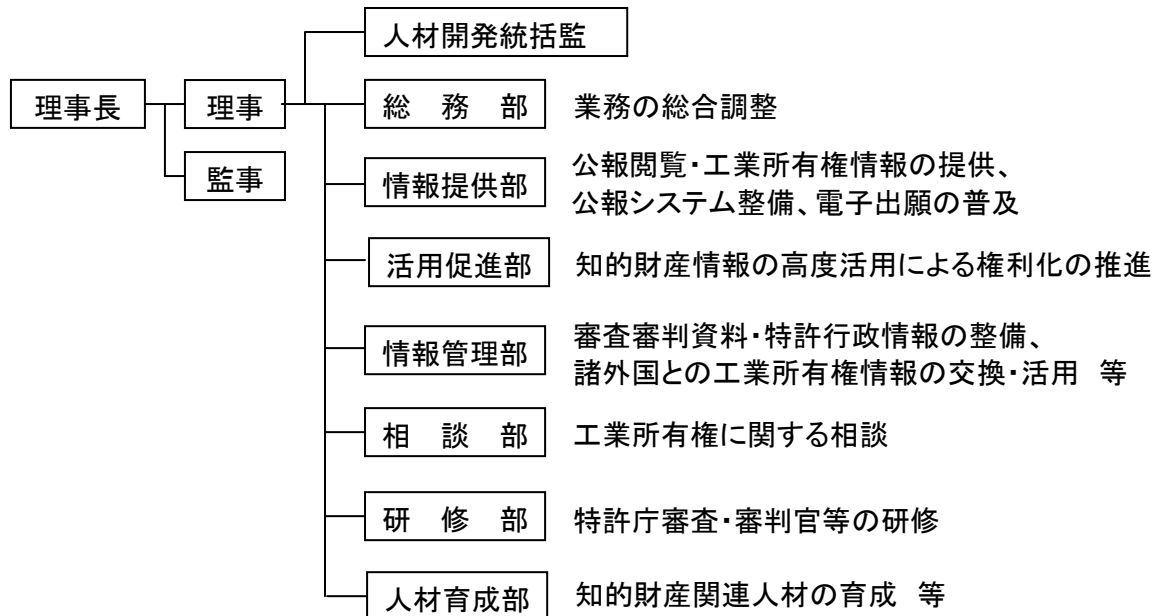 人材開発統括監
理事長
理事
総　務　部　業務の総合調整
監事
情報提供部　公報閲覧・工業所有権情報の提供、
公報システム整備、電子出願の普及
活用促進部　知的財産情報の高度活用による権利化の推進
情報管理部　審査審判資料・特許行政情報の整備、
諸外国との工業所有権情報の交換・活用　等
相　談　部　工業所有権に関する相談
研　修　部　特許庁審査・審判官等の研修
人材育成部　知的財産関連人材の育成　等